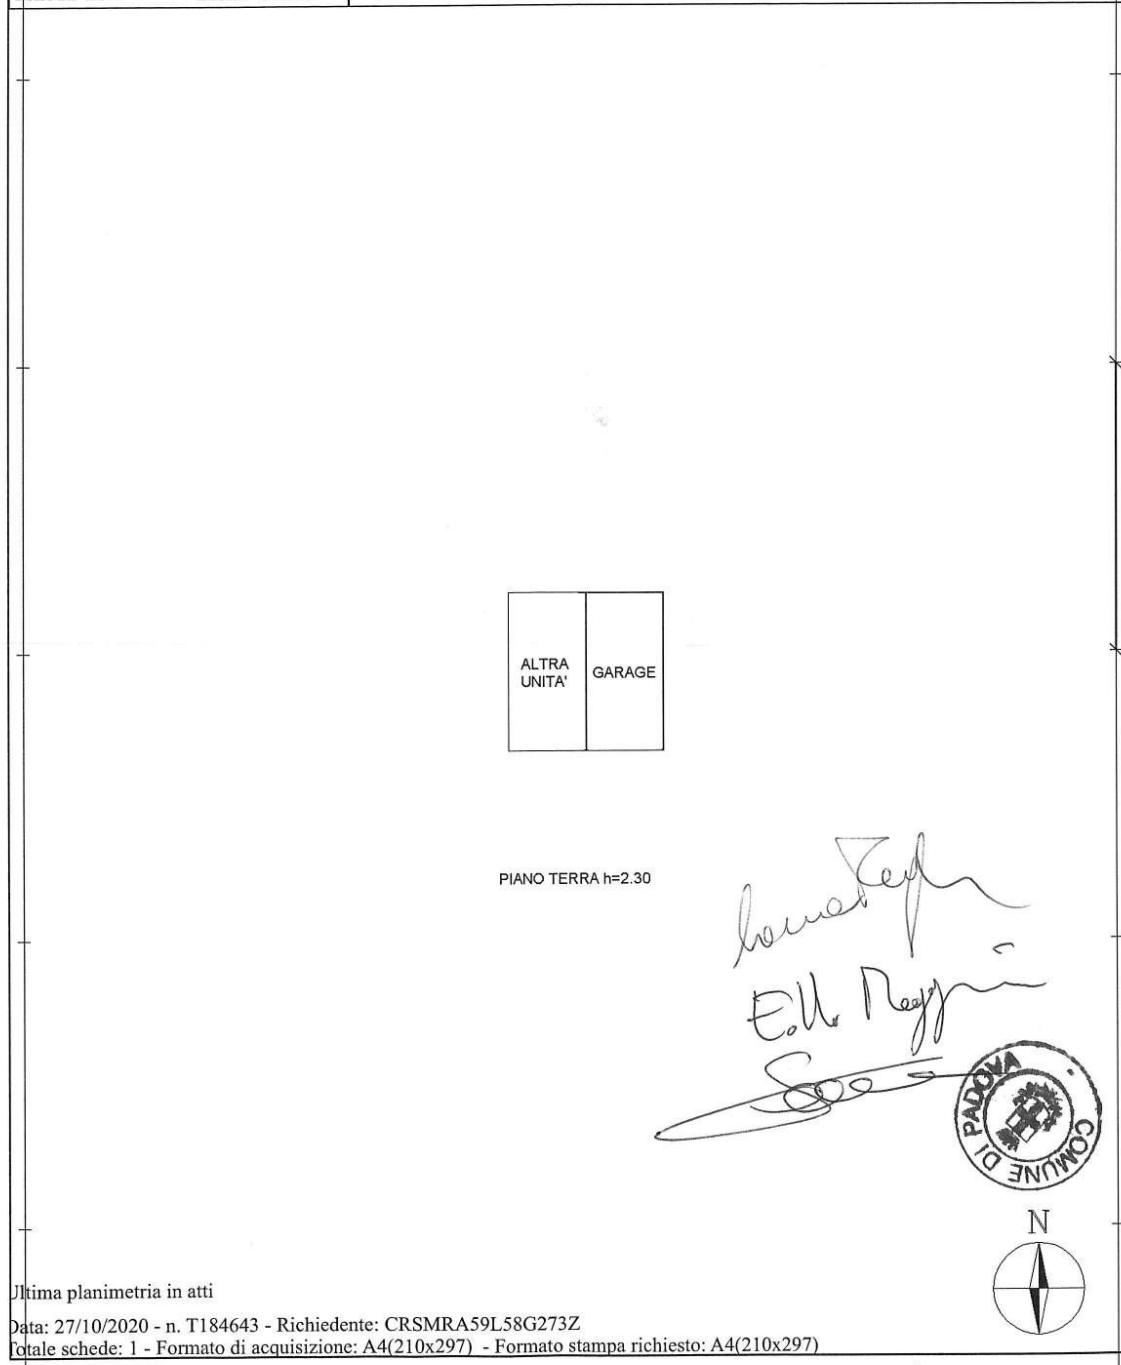 ALTRA
UNITA'
GARAGE
PIANO TERRA h=2.30
COMUNE DI PADOVA
N
Ultima planimetria in atti
Data: 27/10/2020 - n. T184643 - Richiedente: CRSMRA59L58G273Z
Totale schede: 1 - Formato di acquisizione: A4(210x297) - Formato stampa richiesto: A4(210x297)